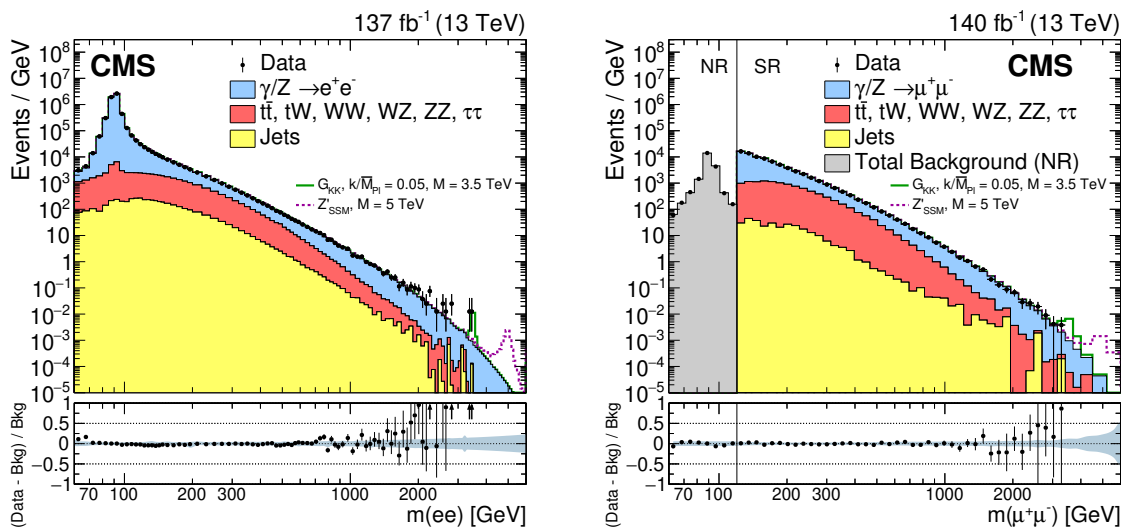 137 fb⁻¹ (13 TeV)
CMS
Data
γ/Z → e⁺e⁻
tt̄, tW, WW, WZ, ZZ, ττ
Jets
G_KK, k/M̄_Pl = 0.05, M = 3.5 TeV
Z'_SSM, M = 5 TeV
Events / GeV
10⁸
10⁷
10⁶
10⁵
10⁴
10³
10²
10
1
10⁻¹
10⁻²
10⁻³
10⁻⁴
10⁻⁵
(Data - Bkg) / Bkg
1
0.5
0
−0.5
−1
70 100 200 300 1000 2000
m(ee) [GeV]
140 fb⁻¹ (13 TeV)
NR SR
CMS
Data
γ/Z → μ⁺μ⁻
tt̄, tW, WW, WZ, ZZ, ττ
Jets
Total Background (NR)
G_KK, k/M̄_Pl = 0.05, M = 3.5 TeV
Z'_SSM, M = 5 TeV
Events / GeV
10⁸
10⁷
10⁶
10⁵
10⁴
10³
10²
10
1
10⁻¹
10⁻²
10⁻³
10⁻⁴
10⁻⁵
(Data - Bkg) / Bkg
1
0.5
0
−0.5
−1
70 100 200 300 1000 2000
m(μ⁺μ⁻) [GeV]